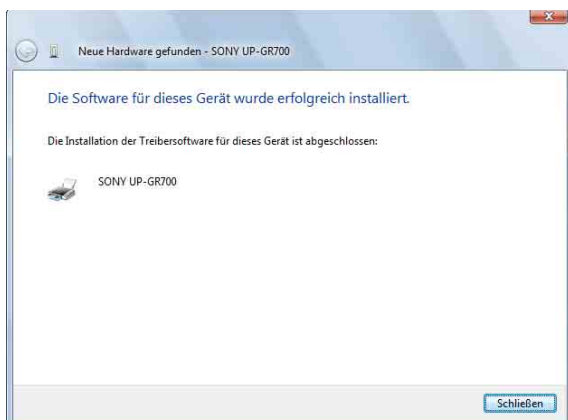 Neue Hardware gefunden - SONY UP-GR700
Die Software für dieses Gerät wurde erfolgreich installiert.
Die Installation der Treibersoftware für dieses Gerät ist abgeschlossen:
SONY UP-GR700
Schließen